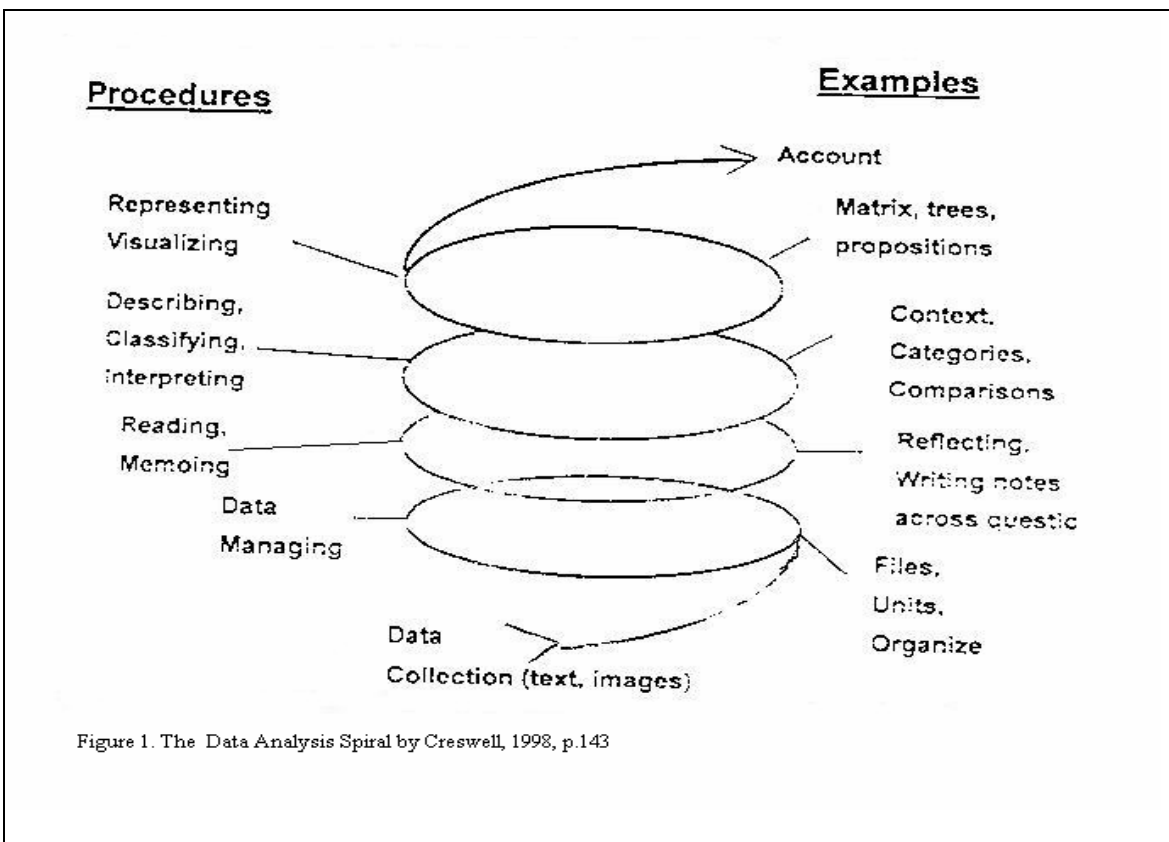 Procedures
Examples
Account
Representing
Visualizing
Matrix, trees,
propositions
Describing,
Classifying,
interpreting
Context,
Categories,
Comparisons
Reading,
Memoing
Reflecting,
Writing notes
across questic
Data
Managing
Files,
Units,
Organize
Data
Collection (text, images)
Figure 1. The Data Analysis Spiral by Creswell, 1998, p.143